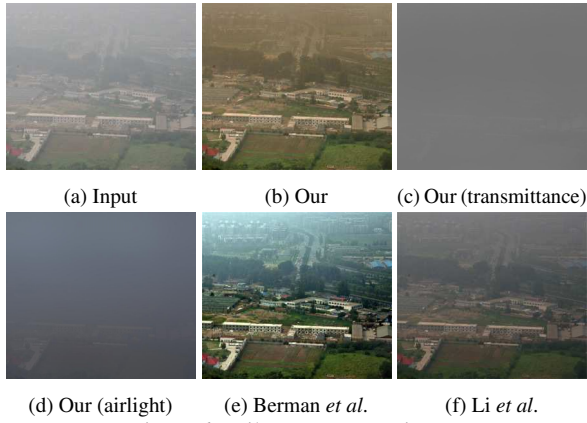 (a) Input
(b) Our
(c) Our (transmittance)
(d) Our (airlight)
(e) Berman et al.
(f) Li et al.